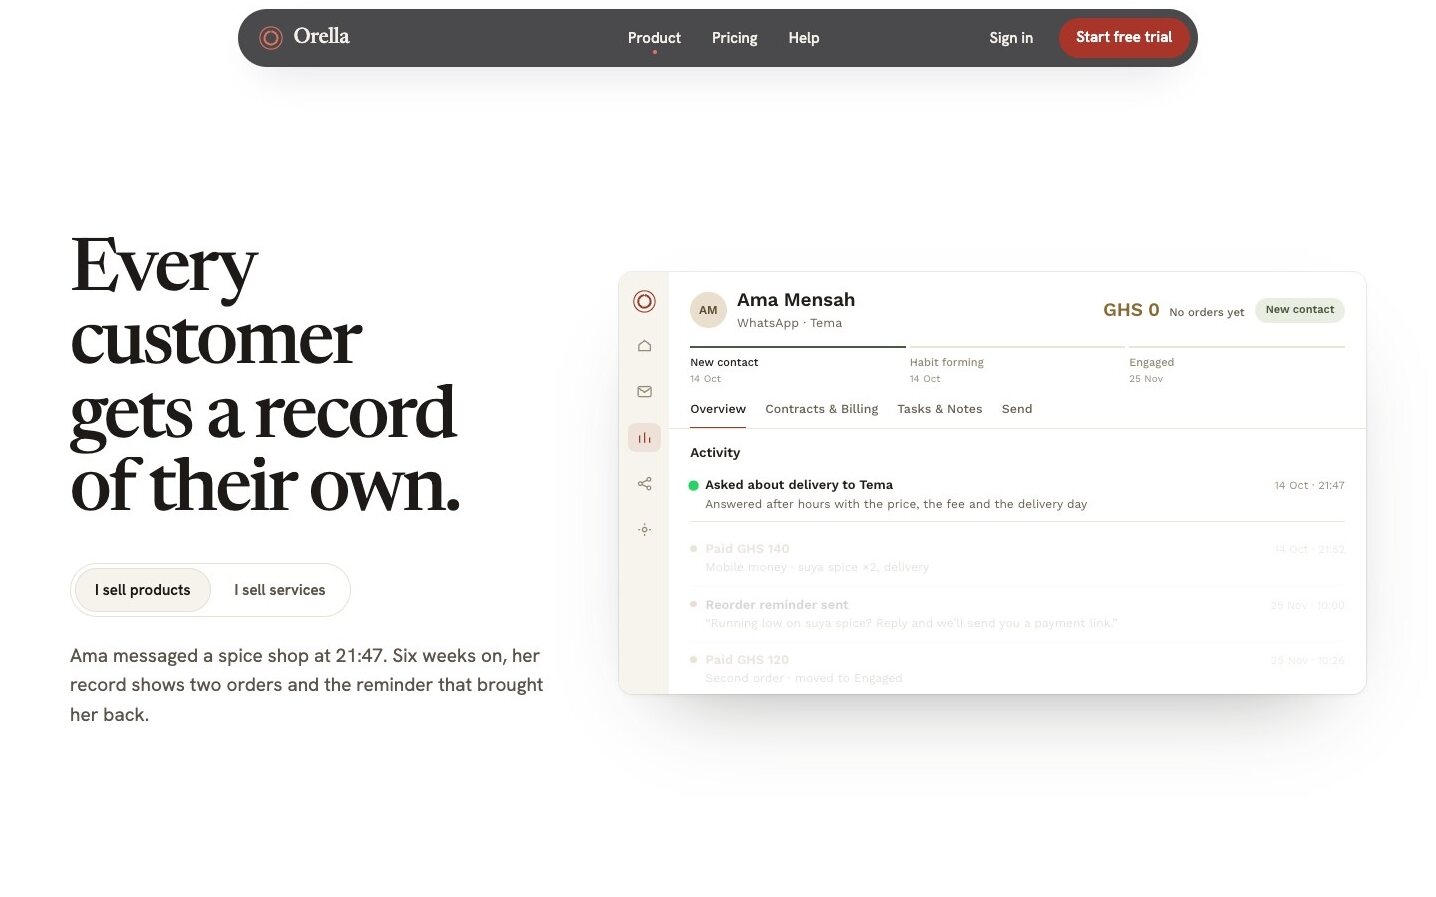 Orella
Product
Pricing
Help
Sign in
Start free trial
Every
customer
gets a record
of their own.
I sell products
I sell services
Ama messaged a spice shop at 21:47. Six weeks on, her
record shows two orders and the reminder that brought
her back.
AM
Ama Mensah
WhatsApp · Tema
GHS 0 No orders yet
New contact
New contact
14 Oct
Habit forming
14 Oct
Engaged
25 Nov
Overview
Contracts & Billing
Tasks & Notes
Send
Activity
Asked about delivery to Tema
14 Oct · 21:47
Answered after hours with the price, the fee and the delivery day
Paid GHS 140
14 Oct · 21:52
Mobile money · suya spice ×2, delivery
Reorder reminder sent
25 Nov · 10:00
“Running low on suya spice? Reply and we’ll send you a payment link.”
Paid GHS 120
25 Nov · 10:26
Second order · moved to Engaged